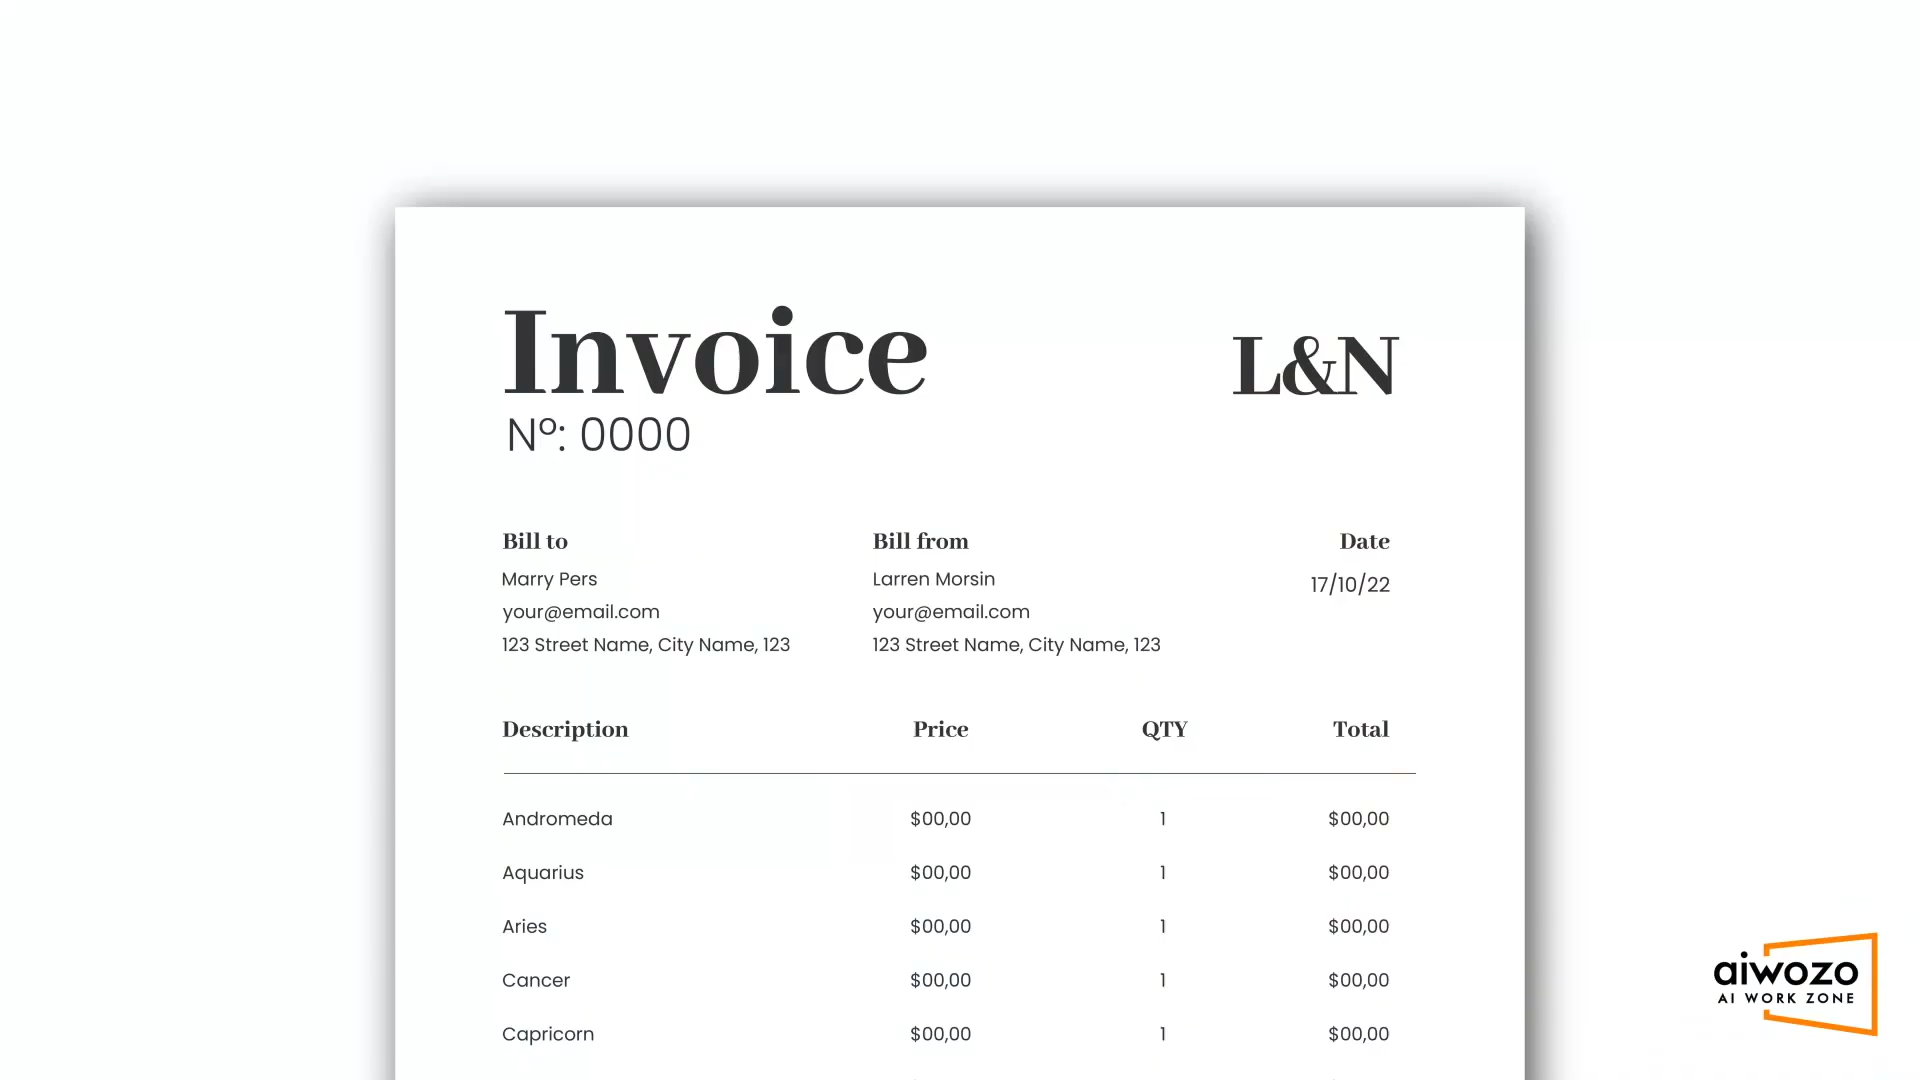 Invoice
L&N
Nº: 0000
Bill to
Marry Pers
your@email.com
123 Street Name, City Name, 123
Bill from
Larren Morsin
your@email.com
123 Street Name, City Name, 123
Date
17/10/22
Description Price QTY Total
Andromeda $00,00 1 $00,00
Aquarius $00,00 1 $00,00
Aries $00,00 1 $00,00
Cancer $00,00 1 $00,00
Capricorn $00,00 1 $00,00
aiwozo
AI WORK ZONE